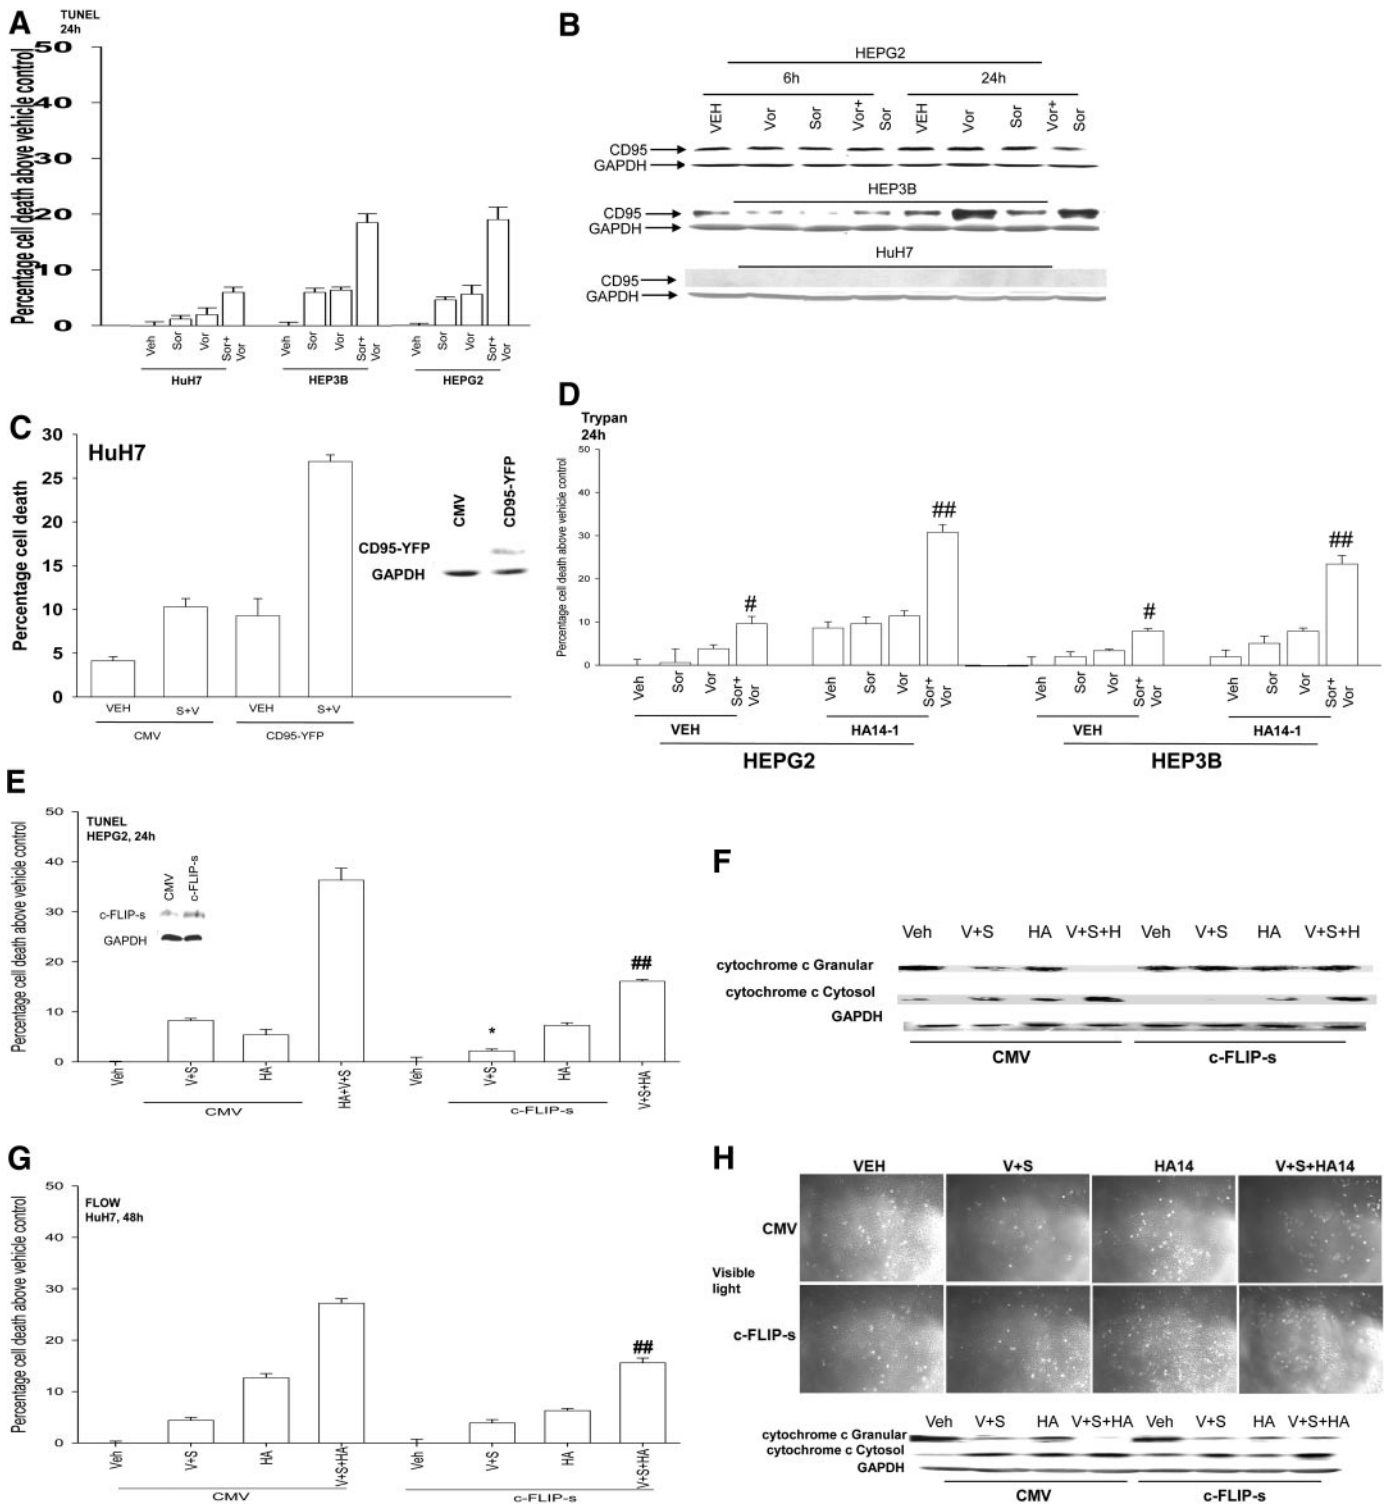 A
TUNEL
24h
Percentage cell death above vehicle control
50
40
30
20
10
0
Veh Sor Vor Sor+ Vor Veh Sor Vor Sor+ Vor Veh Sor Vor Sor+ Vor
HuH7 HEP3B HEPG2
B
HEPG2
6h 24h
VEH Vor Sor Vor+ Sor VEH Vor Sor Vor+ Sor
CD95
GAPDH
HEP3B
CD95
GAPDH
HuH7
CD95
GAPDH
C
HuH7
Percentage cell death
30
25
20
15
10
5
0
VEH S+V VEH S+V
CMV CD95-YFP
CMV CD95-YFP
CD95-YFP
GAPDH
D
Trypan
24h
Percentage cell death above vehicle control
50
40
30
20
10
0
# ## # ##
Veh Sor Vor Sor+ Vor Veh Sor Vor Sor+ Vor Veh Sor Vor Sor+ Vor Veh Sor Vor Sor+ Vor
VEH HA14-1 VEH HA14-1
HEPG2 HEP3B
E
TUNEL
HEPG2, 24h
Percentage cell death above vehicle control
50
40
30
20
10
0
CMV c-FLIP-s
c-FLIP-s
GAPDH
* ##
Veh V+S HA HA+V+S Veh V+S HA V+S+HA
CMV c-FLIP-s
F
Veh V+S HA V+S+H Veh V+S HA V+S+H
cytochrome c Granular
cytochrome c Cytosol
GAPDH
CMV c-FLIP-s
G
FLOW
HuH7, 48h
Percentage cell death above vehicle control
50
40
30
20
10
0
##
Veh V+S HA V+S+HA Veh V+S HA V+S+HA
CMV c-FLIP-s
H
VEH V+S HA14 V+S+HA14
CMV
Visible
light
c-FLIP-s
Veh V+S HA V+S+HA Veh V+S HA V+S+HA
cytochrome c Granular
cytochrome c Cytosol
GAPDH
CMV c-FLIP-s